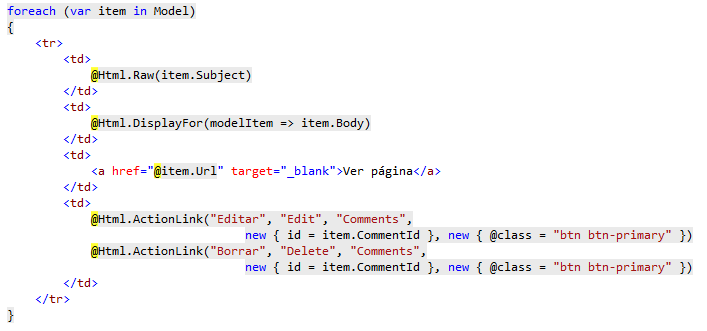 foreach (var item in Model)
{
<tr>
<td>
@Html.Raw(item.Subject)
</td>
<td>
@Html.DisplayFor(modelItem => item.Body)
</td>
<td>
<a href="@item.Url" target="_blank">Ver página</a>
</td>
<td>
@Html.ActionLink("Editar", "Edit", "Comments",
new { id = item.CommentId }, new { @class = "btn btn-primary" })
@Html.ActionLink("Borrar", "Delete", "Comments",
new { id = item.CommentId }, new { @class = "btn btn-primary" })
</td>
</tr>
}